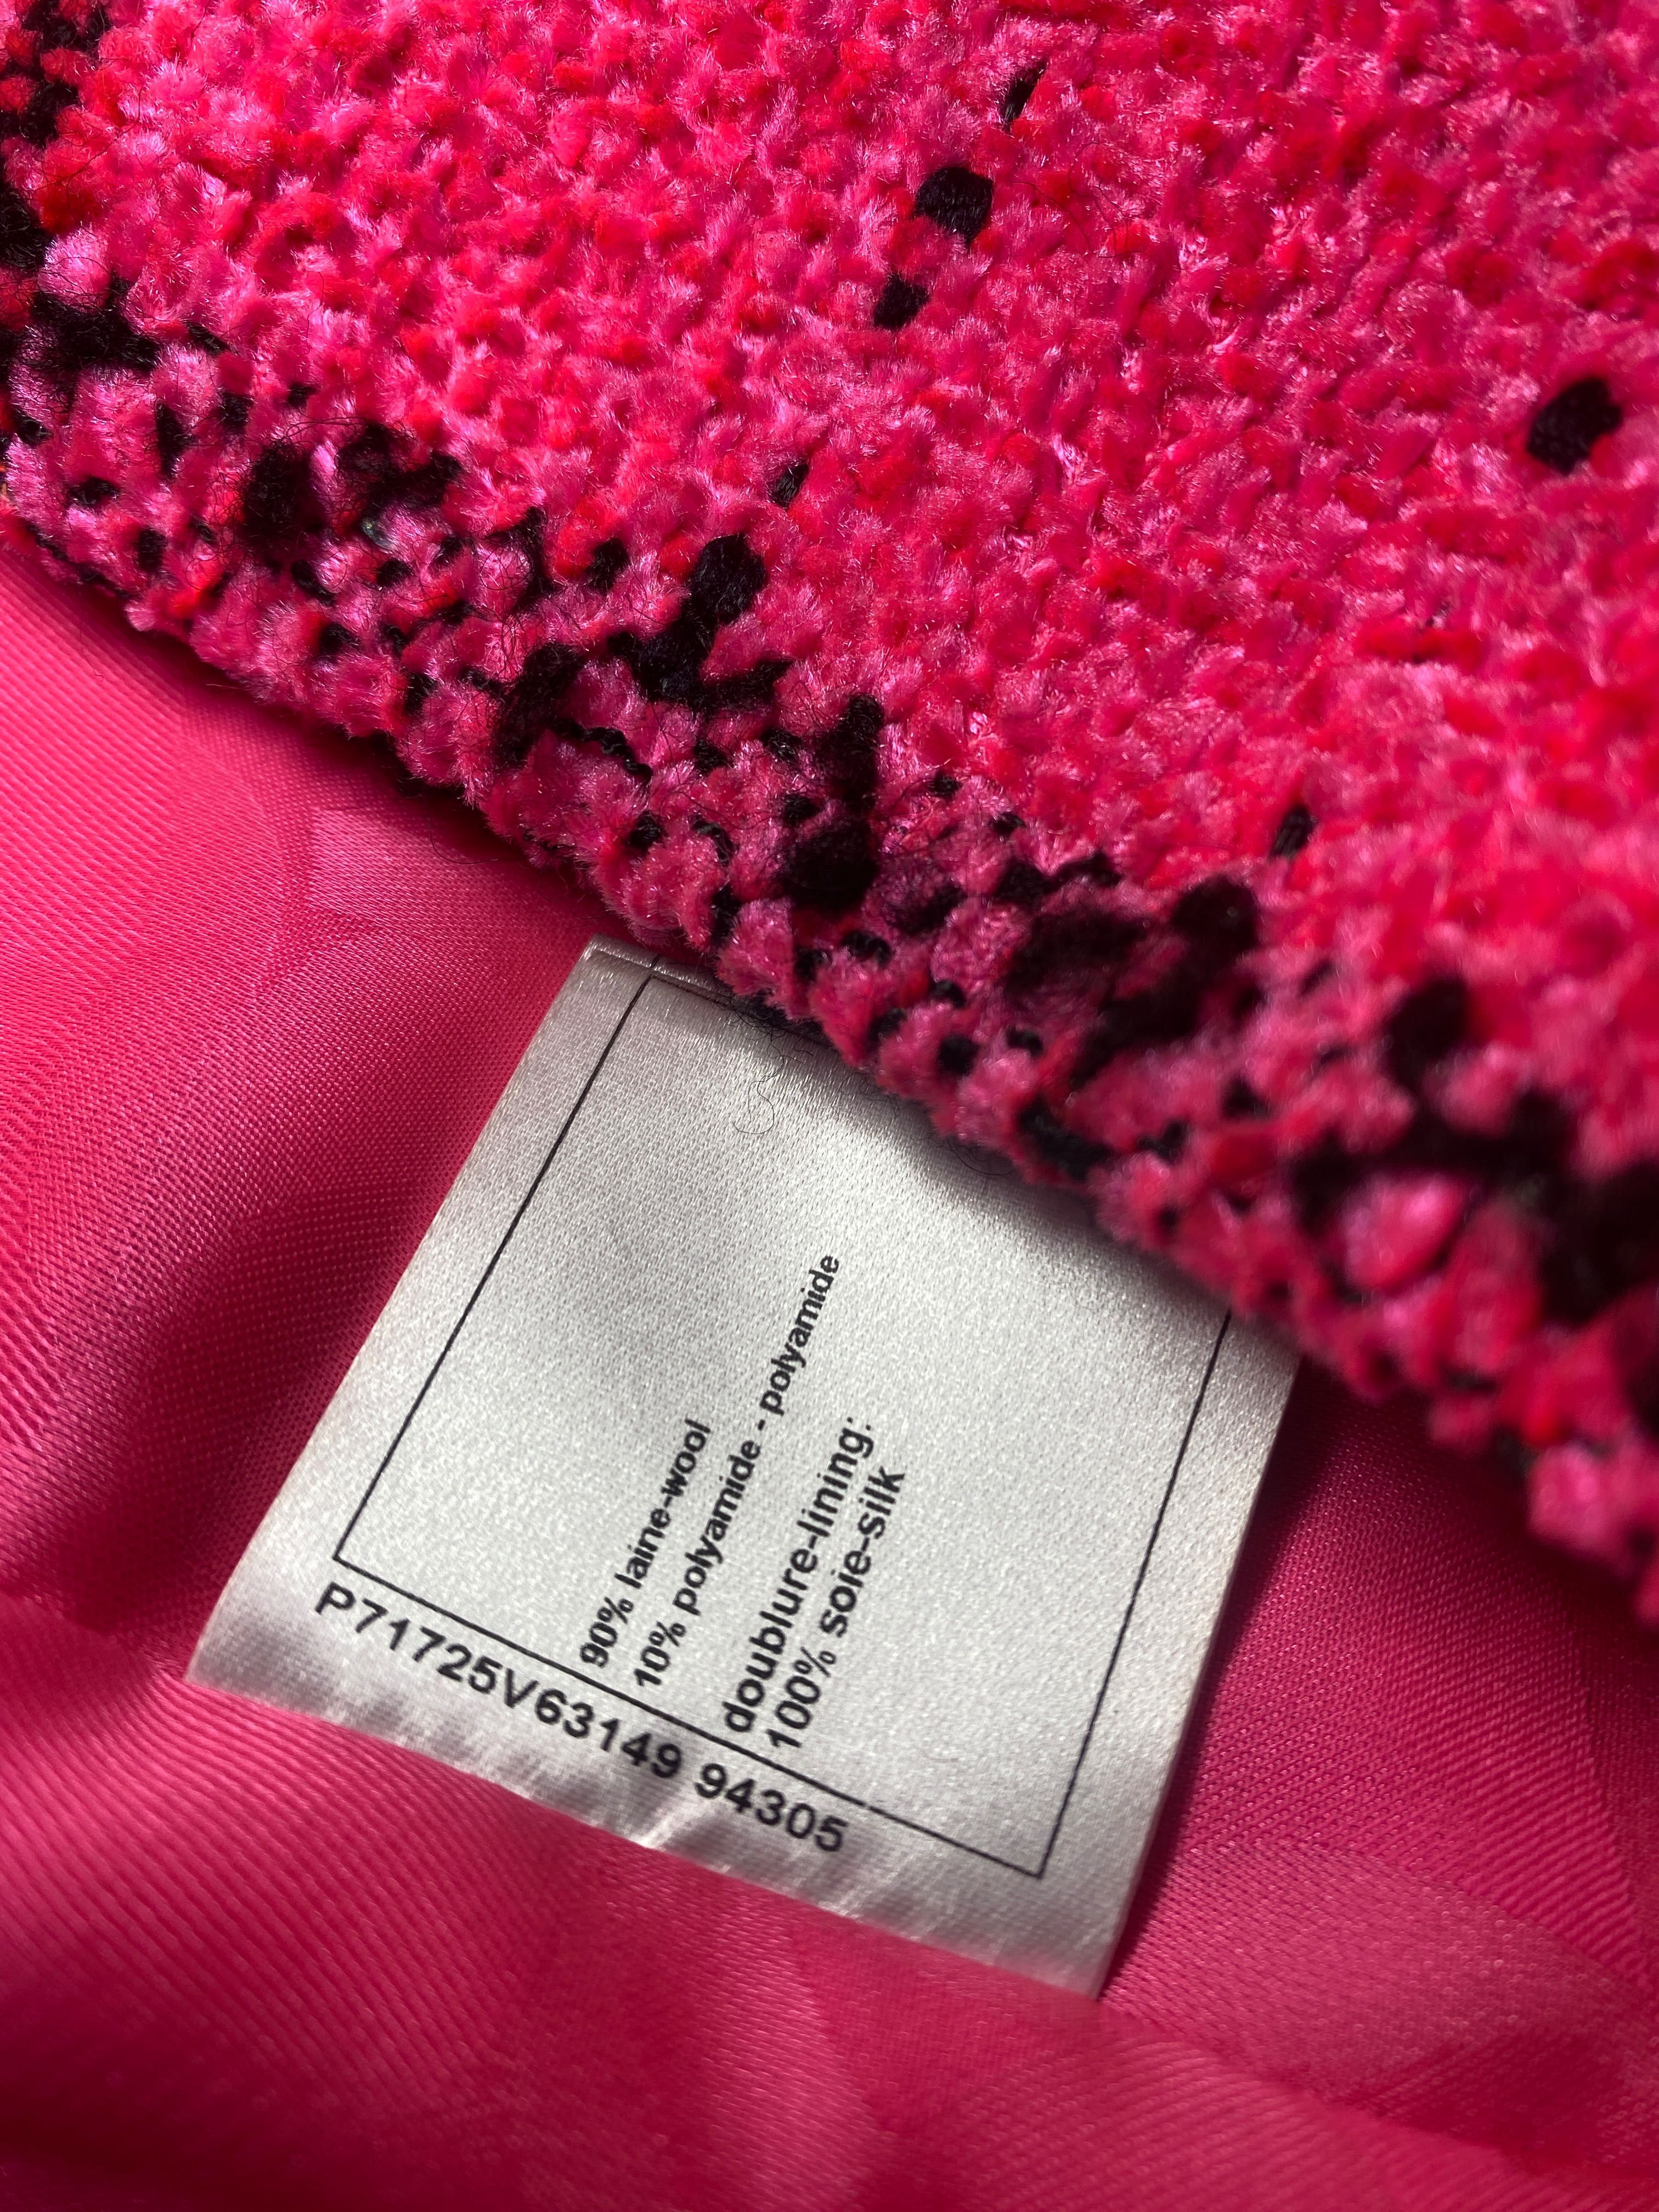 90% laine-wool
10% polyamide - polyamide
doublure-lining:
100% soie-silk
P71725V63149 94305